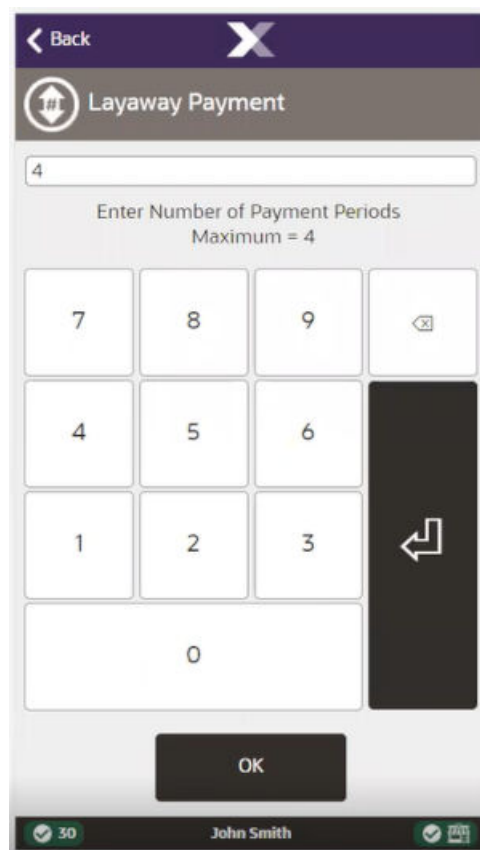 Back
X
#
Layaway Payment
4
Enter Number of Payment Periods
Maximum = 4
7 8 9
4 5 6
1 2 3
0
OK
30 John Smith